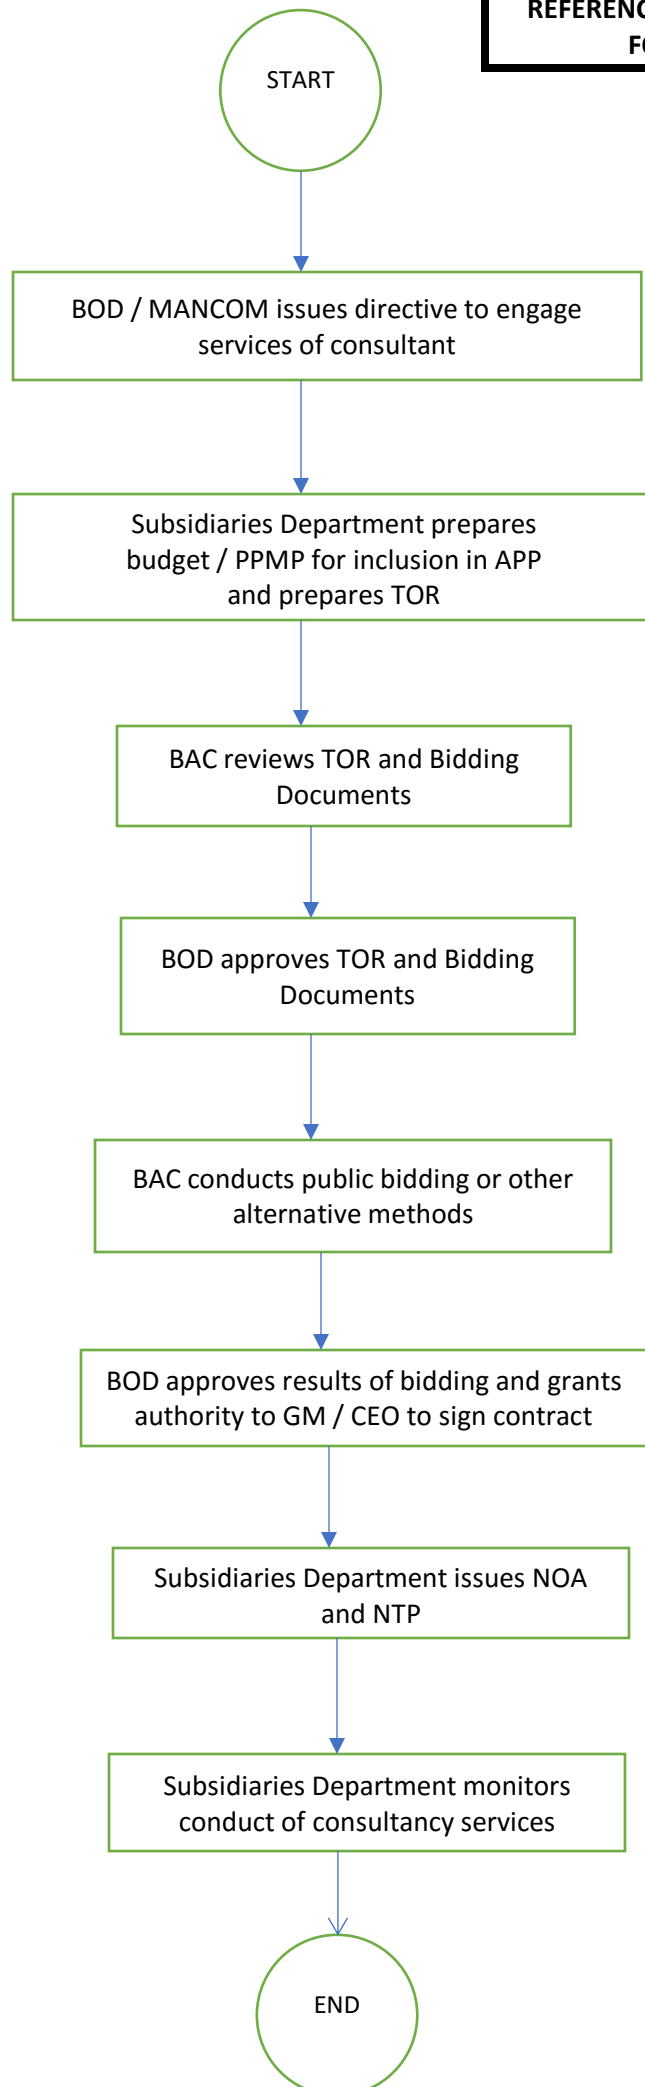 REFERENC
START
BOD / MANCOM issues directive to engage
services of consultant
Subsidiaries Department prepares
budget / PPMP for inclusion in APP
and prepares TOR
BAC reviews TOR and Bidding
Documents
BOD approves TOR and Bidding
Documents
BAC conducts public bidding or other
alternative methods
BOD approves results of bidding and grants
authority to GM / CEO to sign contract
Subsidiaries Department issues NOA
and NTP
Subsidiaries Department monitors
conduct of consultancy services
END